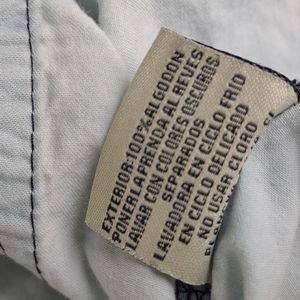 EXTERIOR-100% ALGODON
PONER LA PRENDA AL REVES
LAVAR CON COLORES OSCUROS
SEPARADOS
LAVADORA EN CICLO FRIO
EN CICLO DELICADO
NO USAR CLORO